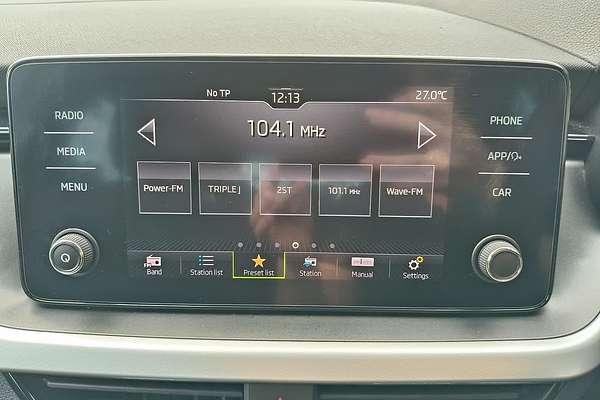 No TP 12:13 27.0°C
RADIO
MEDIA
MENU
104.1 MHz
PHONE
APP/
CAR
Power-FM TRIPLE J 2ST 101.1 MHz Wave-FM
Band Station list Preset list Station Manual Settings